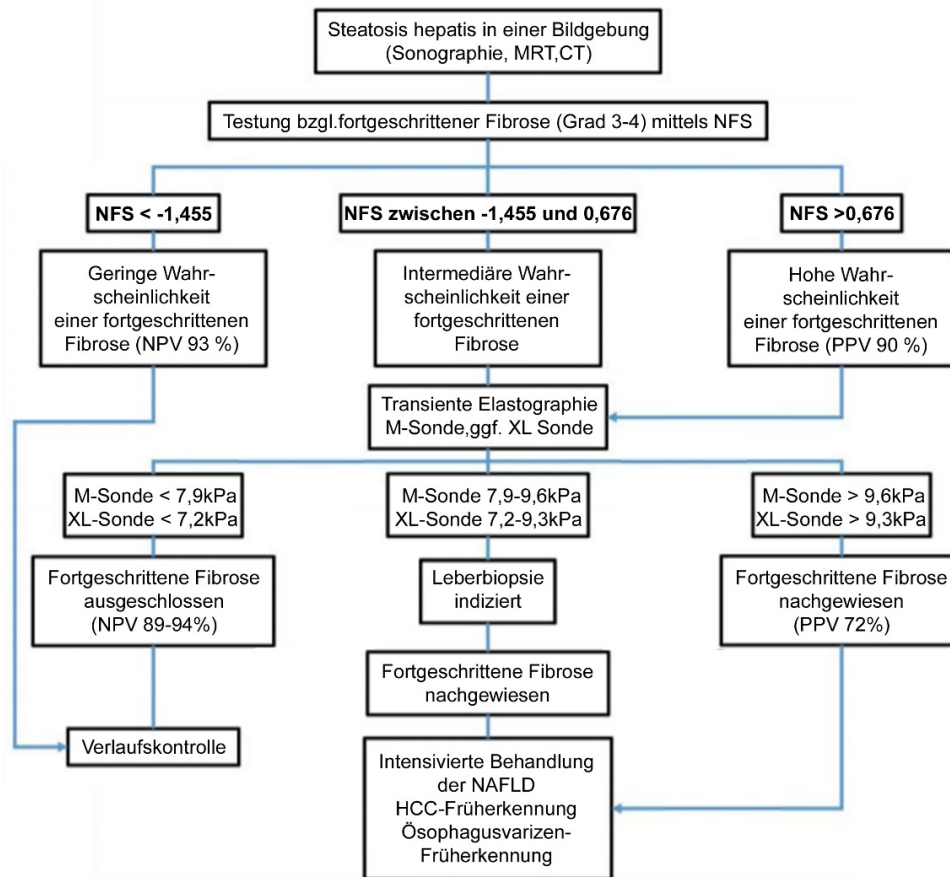 Steatosis hepatis in einer Bildgebung
(Sonographie, MRT,CT)
Testung bzgl.fortgeschrittener Fibrose (Grad 3-4) mittels NFS
NFS < -1,455
NFS zwischen -1,455 und 0,676
NFS >0,676
Geringe Wahr-
scheinlichkeit
einer fortgeschrittenen
Fibrose (NPV 93 %)
Intermediäre Wahr-
scheinlichkeit einer
fortgeschrittenen
Fibrose
Hohe Wahr-
scheinlichkeit
einer fortgeschrittenen
Fibrose (PPV 90 %)
Transiente Elastographie
M-Sonde,ggf. XL Sonde
M-Sonde < 7,9kPa
XL-Sonde < 7,2kPa
M-Sonde 7,9-9,6kPa
XL-Sonde 7,2-9,3kPa
M-Sonde > 9,6kPa
XL-Sonde > 9,3kPa
Fortgeschrittene Fibrose
ausgeschlossen
(NPV 89-94%)
Leberbiopsie
indiziert
Fortgeschrittene Fibrose
nachgewiesen
(PPV 72%)
Fortgeschrittene Fibrose
nachgewiesen
Verlaufskontrolle
Intensivierte Behandlung
der NAFLD
HCC-Früherkennung
Ösophagusvarizen-
Früherkennung